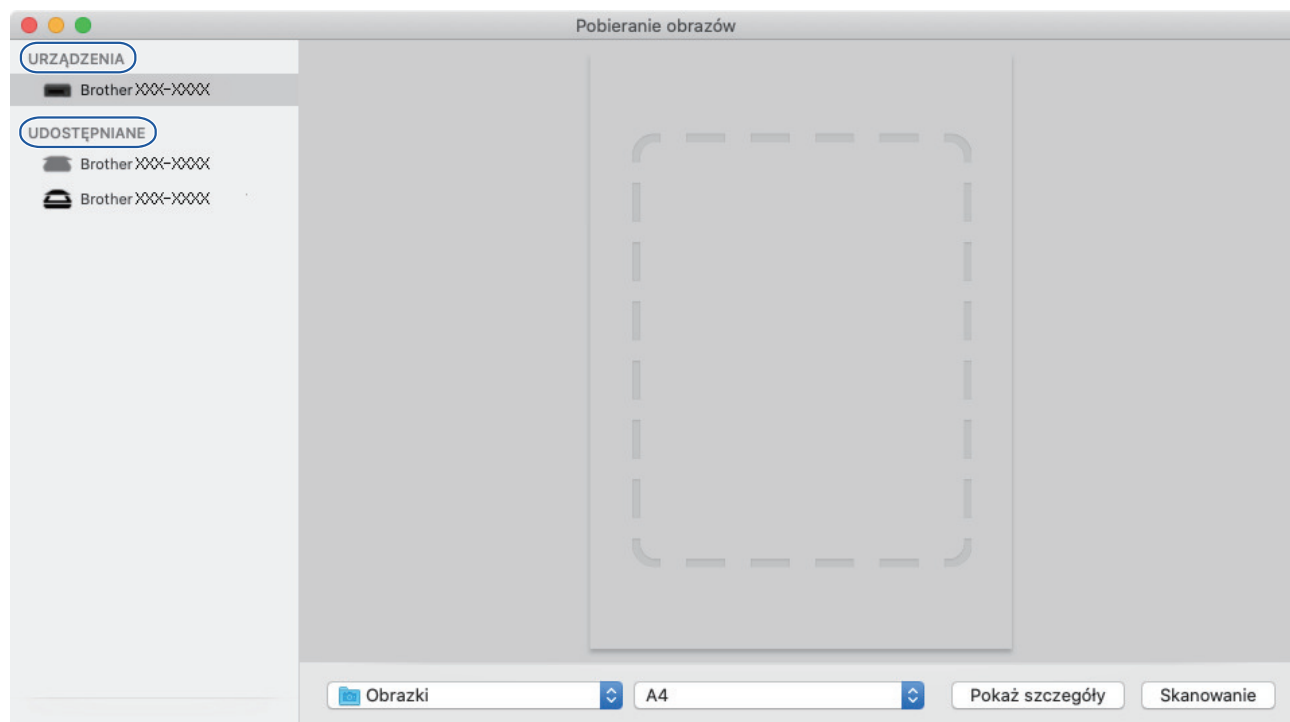 Pobieranie obrazów
URZĄDZENIA
Brother XXX-XXXX
UDOSTĘPNIANE
Brother XXX-XXXX
Brother XXX-XXXX
Obrazki
A4
Pokaż szczegóły
Skanowanie